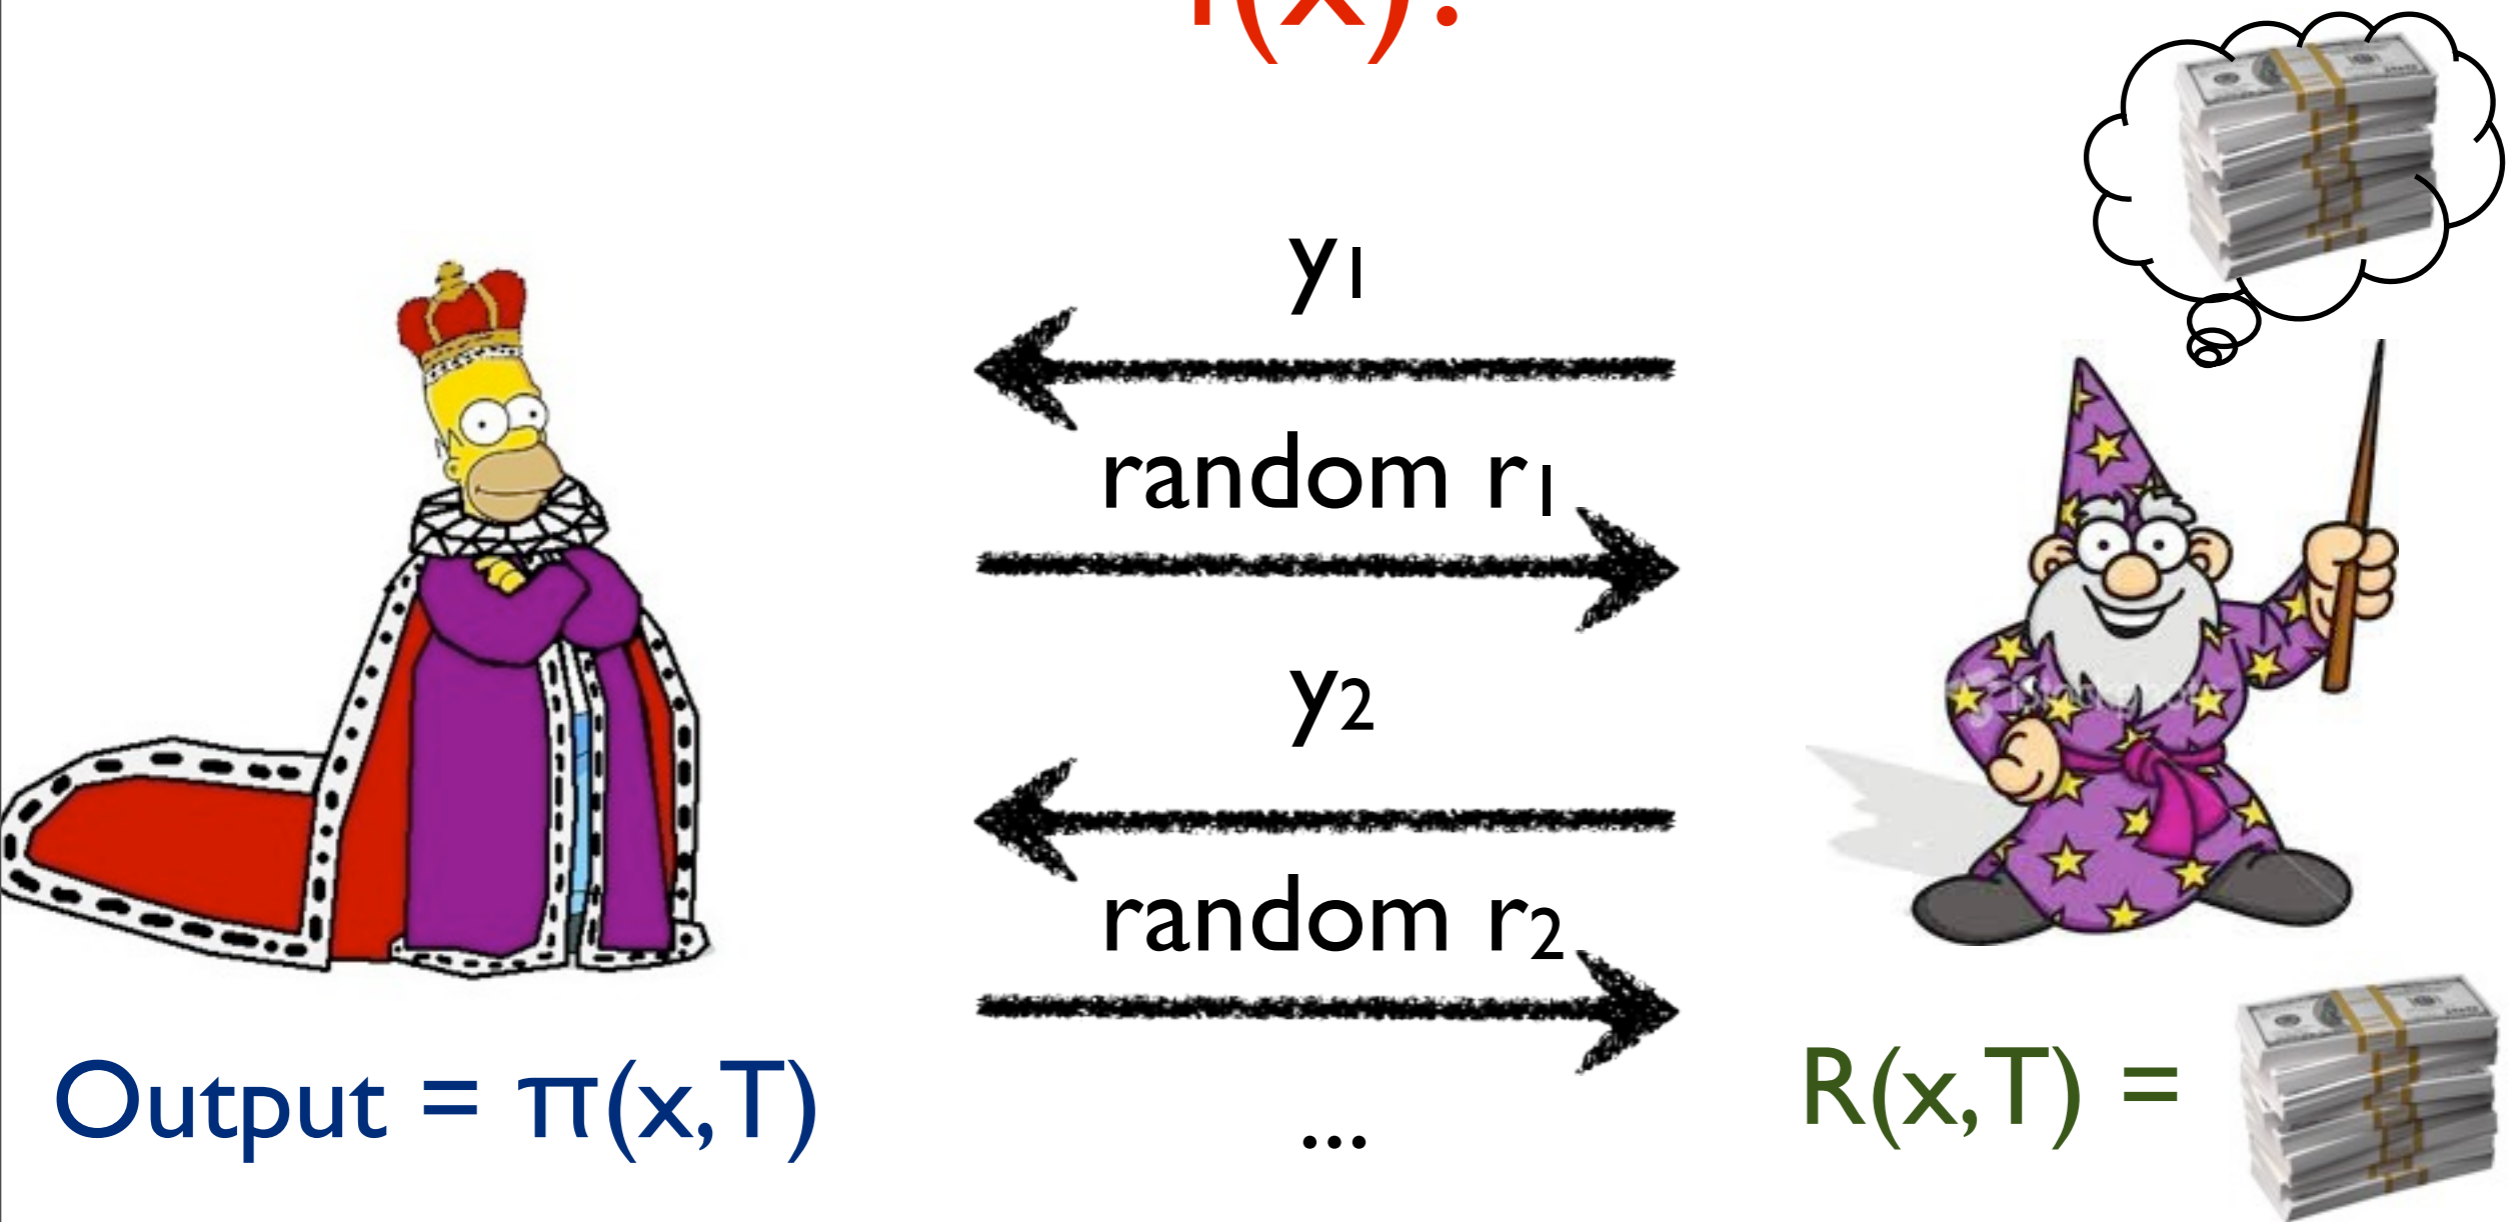 (x)?
y1
random r1
y2
random r2
Output = π(x,T)
R(x,T) =
...